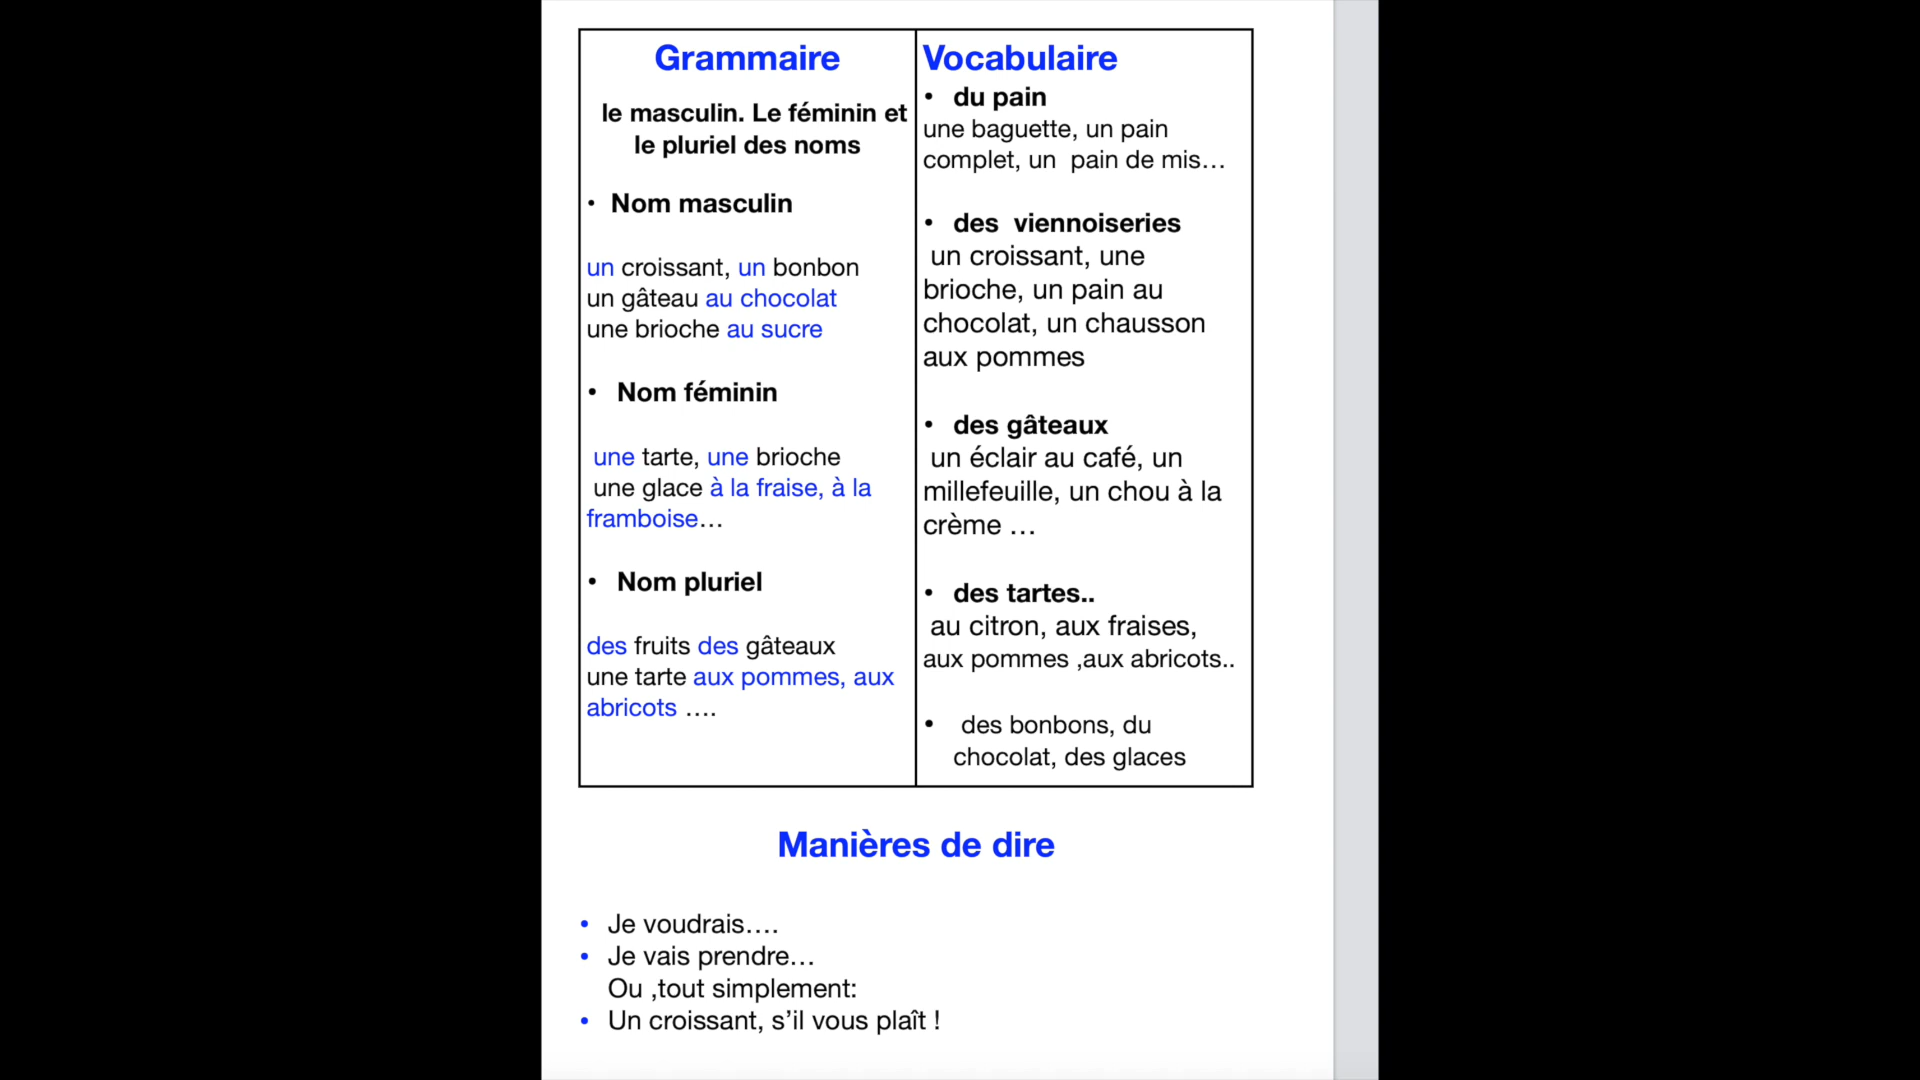 Grammaire
le masculin. Le féminin et
le pluriel des noms
• Nom masculin
un croissant, un bonbon
un gâteau au chocolat
une brioche au sucre
• Nom féminin
une tarte, une brioche
une glace à la fraise, à la
framboise…
• Nom pluriel
des fruits des gâteaux
une tarte aux pommes, aux
abricots ….
Vocabulaire
• du pain
une baguette, un pain
complet, un pain de mis…
• des viennoiseries
un croissant, une
brioche, un pain au
chocolat, un chausson
aux pommes
• des gâteaux
un éclair au café, un
millefeuille, un chou à la
crème …
• des tartes..
au citron, aux fraises,
aux pommes ,aux abricots..
• des bonbons, du
chocolat, des glaces
Manières de dire
• Je voudrais….
• Je vais prendre…
Ou ,tout simplement:
• Un croissant, s’il vous plaît !